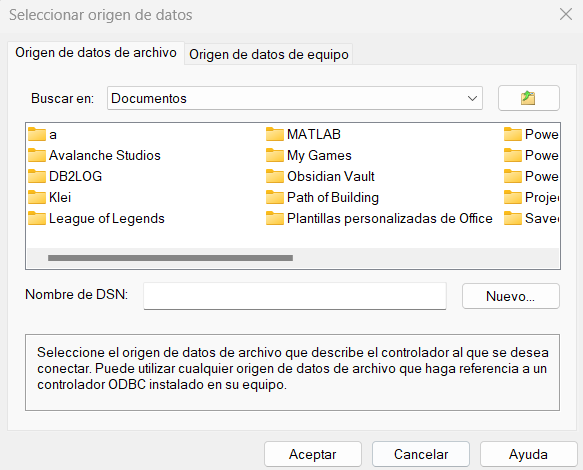 Seleccionar origen de datos
Origen de datos de archivo
Origen de datos de equipo
Buscar en:
Documentos
a
Avalanche Studios
DB2LOG
Klei
League of Legends
MATLAB
My Games
Obsidian Vault
Path of Building
Plantillas personalizadas de Office
Powe
Powe
Powe
Projec
Saved
Nombre de DSN:
Nuevo...
Seleccione el origen de datos de archivo que describe el controlador al que se desea
conectar. Puede utilizar cualquier origen de datos de archivo que haga referencia a un
controlador ODBC instalado en su equipo.
Aceptar
Cancelar
Ayuda